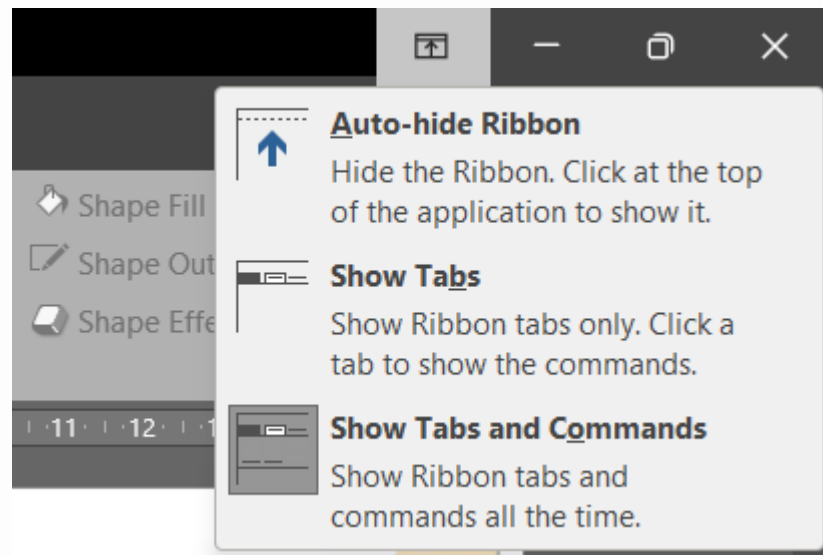 Auto-hide Ribbon
Hide the Ribbon. Click at the top
of the application to show it.
Shape Fill
Shape Out
Shape Effe
Show Tabs
Show Ribbon tabs only. Click a
tab to show the commands.
11 12 1
Show Tabs and Commands
Show Ribbon tabs and
commands all the time.